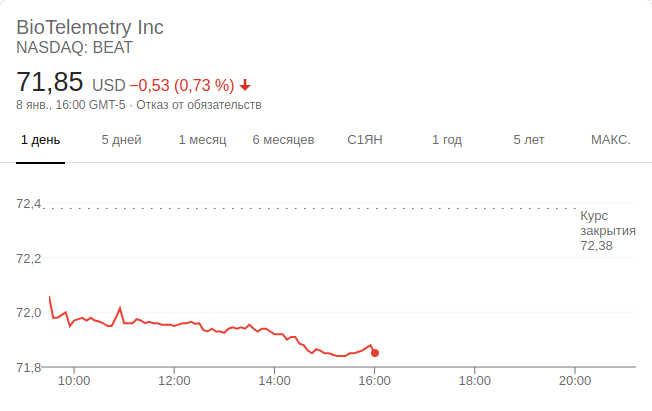 BioTelemetry Inc
NASDAQ: BEAT
71,85 USD −0,53 (0,73 %) ↓
8 янв., 16:00 GMT-5 · Отказ от обязательств
1 день 5 дней 1 месяц 6 месяцев С1ЯН 1 год 5 лет МАКС.
72,4
Курс
закрытия
72,38
72,2
72,0
71,8
10:00 12:00 14:00 16:00 18:00 20:00